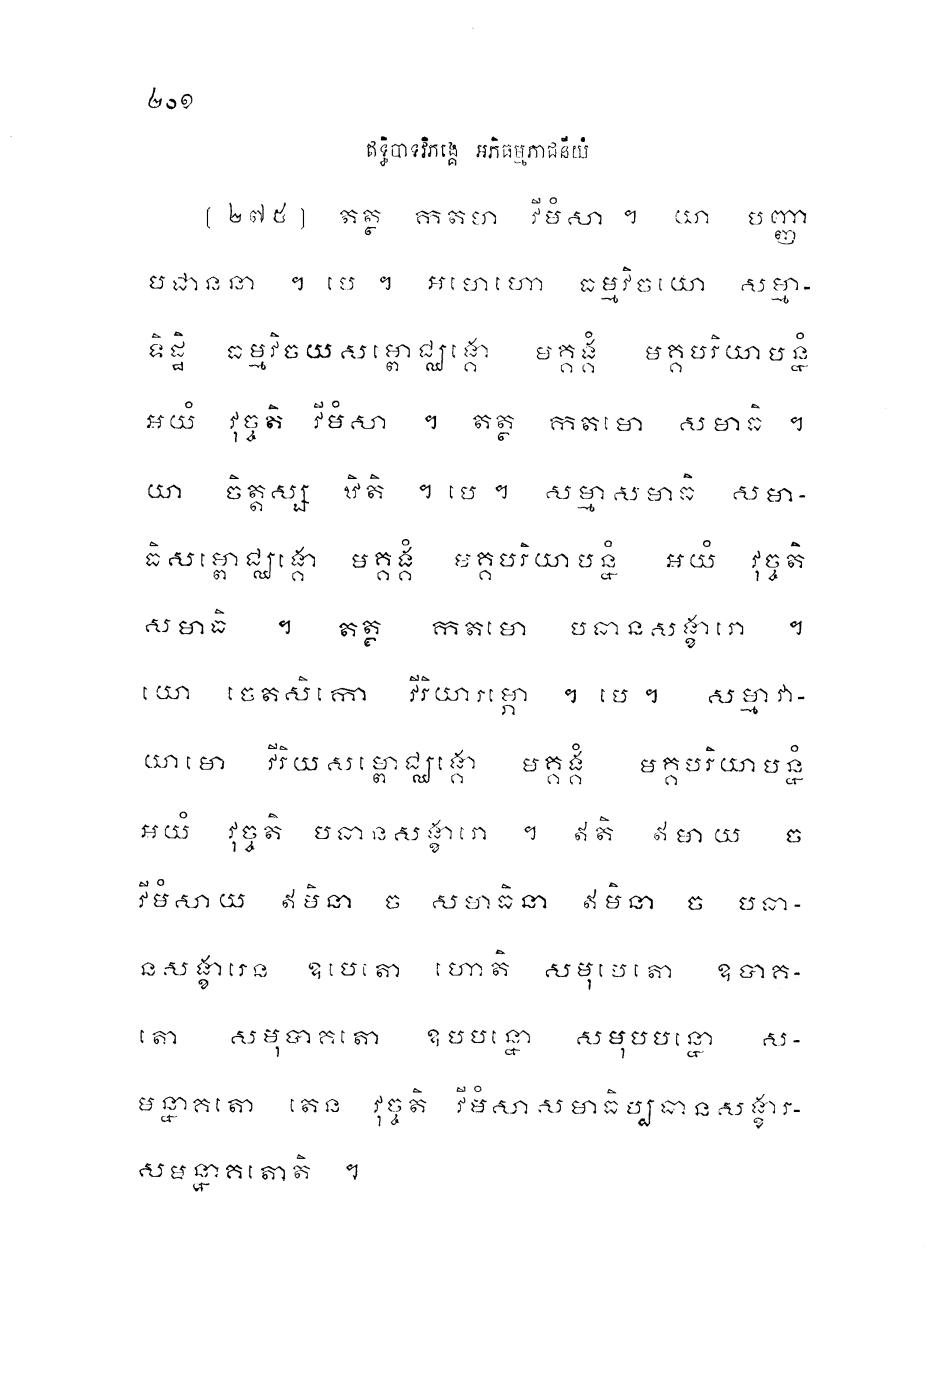 ២០១
ឥទ្ធិបាទវិភង្គេ អភិធម្មភាជនីយំ
(២៧៥) តត្ថ កតមា វីមំសា ។ យា បញ្ញា
បជាននា ។ បេ ។ អមោហោ ធម្មវិចយោ សម្មា-
ទិដ្ឋិ ធម្មវិចយសម្ពោជ្ឈង្គោ មគ្គង្គំ មគ្គបរិយាបន្នំ
អយំ វុច្ចតិ វីមំសា ។ តត្ថ កតមោ សមាធិ ។
យា ចិត្តស្ស ឋិតិ ។ បេ ។ សម្មាសមាធិ សមា-
ធិសម្ពោជ្ឈង្គោ មគ្គង្គំ មគ្គបរិយាបន្នំ អយំ វុច្ចតិ
សមាធិ ។ តត្ថ កតមោ បធានសង្ខារោ ។
យោ ចេតសិកោ វីរិយារម្ភោ ។ បេ ។ សម្មាវា-
យាមោ វីរិយសម្ពោជ្ឈង្គោ មគ្គង្គំ មគ្គបរិយាបន្នំ
អយំ វុច្ចតិ បធានសង្ខារោ ។ ឥតិ ឥមាយ ច
វីមំសាយ ឥមិនា ច សមាធិនា ឥមិនា ច បធា-
នសង្ខារេន ឧបេតោ ហោតិ សមុបេតោ ឧបាគ-
តោ សមុបាគតោ ឧបបន្នោ សមុបបន្នោ ស-
មន្នាគតោ តេន វុច្ចតិ វីមំសាសមាធិប្បធានសង្ខារ-
សមន្នាគតោតិ ។